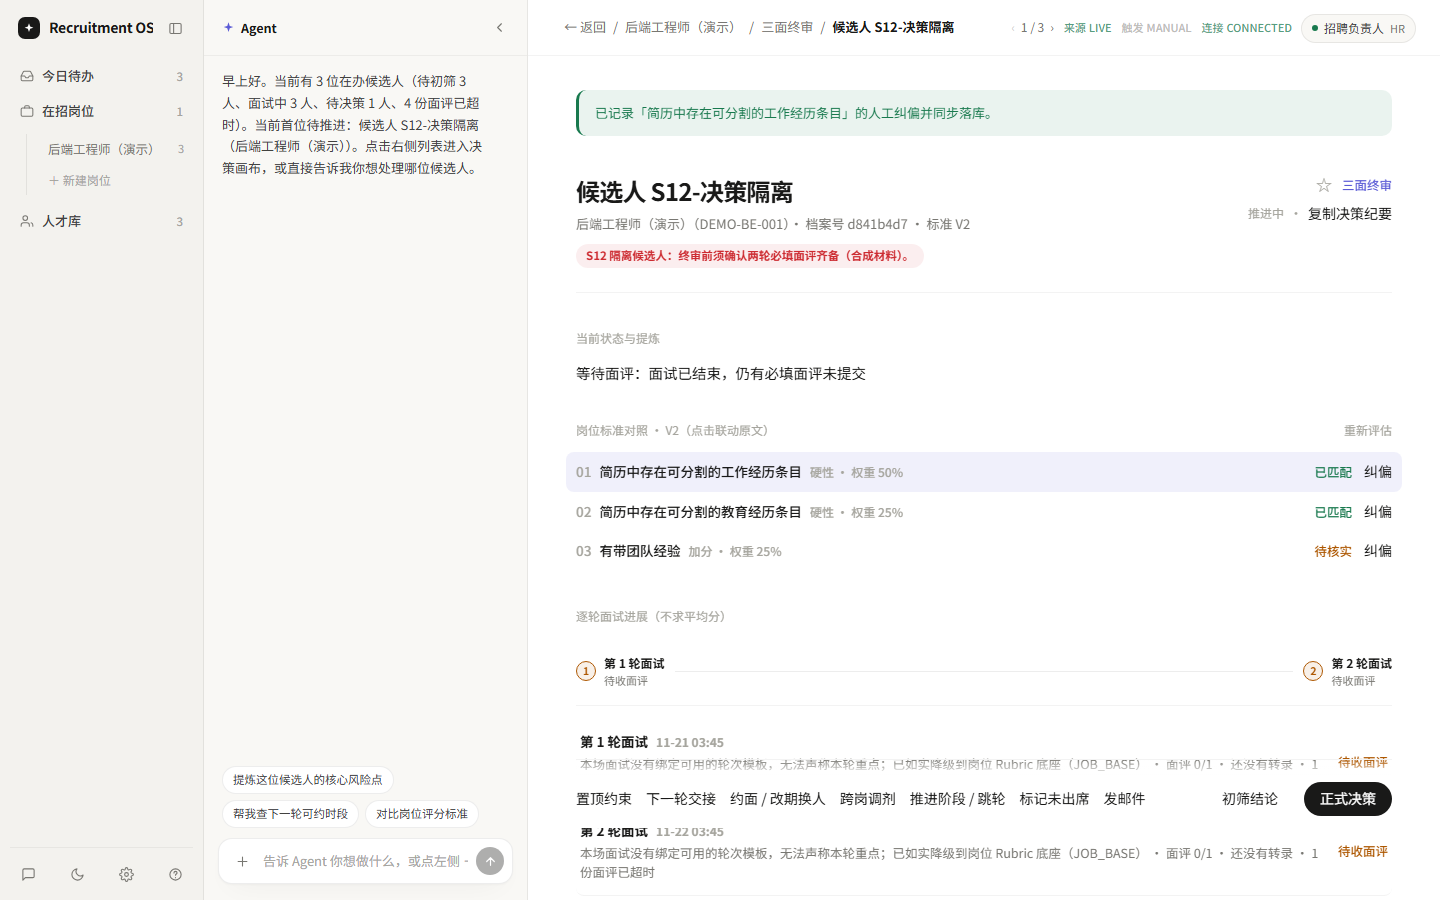 Recruitment OS
今日待办 3
在招岗位 1
后端工程师（演示） 3
+ 新建岗位
人才库 3
Agent
早上好。当前有 3 位在办候选人（待初筛 3
人、面试中 3 人、待决策 1 人、4 份面评已超
时）。当前首位待推进：候选人 S12-决策隔离
（后端工程师（演示））。点击右侧列表进入决
策画布，或直接告诉我你想处理哪位候选人。
提炼这位候选人的核心风险点
帮我查下一轮可约时段 对比岗位评分标准
告诉 Agent 你想做什么，或点左侧
← 返回 / 后端工程师（演示） / 三面终审 / 候选人 S12-决策隔离
‹ 1 / 3 › 来源 LIVE 触发 MANUAL 连接 CONNECTED 招聘负责人 HR
已记录「简历中存在可分割的工作经历条目」的人工纠偏并同步落库。
候选人 S12-决策隔离
☆ 三面终审
后端工程师（演示）（DEMO-BE-001）· 档案号 d841b4d7 · 标准 V2
推进中 · 复制决策纪要
S12 隔离候选人：终审前须确认两轮必填面评齐备（合成材料）。
当前状态与提炼
等待面评：面试已结束，仍有必填面评未提交
岗位标准对照 · V2（点击联动原文） 重新评估
01 简历中存在可分割的工作经历条目 硬性 · 权重 50% 已匹配 纠偏
02 简历中存在可分割的教育经历条目 硬性 · 权重 25% 已匹配 纠偏
03 有带团队经验 加分 · 权重 25% 待核实 纠偏
逐轮面试进展（不求平均分）
1 第 1 轮面试 2 第 2 轮面试
待收面评 待收面评
第 1 轮面试 11-21 03:45
本场面试没有绑定可用的轮次模板，无法声称本轮重点；已如实降级到岗位 Rubric 底座（JOB_BASE） · 面评 0/1 · 还没有转录 · 1 待收面评
置顶约束 下一轮交接 约面 / 改期换人 跨岗调剂 推进阶段 / 跳轮 标记未出席 发邮件 初筛结论 正式决策
第 2 轮面试 11-22 03:45
本场面试没有绑定可用的轮次模板，无法声称本轮重点；已如实降级到岗位 Rubric 底座（JOB_BASE） · 面评 0/1 · 还没有转录 · 1 待收面评
份面评已超时